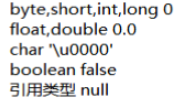 byte,short,int,long 0
float,double 0.0
char '\u0000'
boolean false
引用类型 null